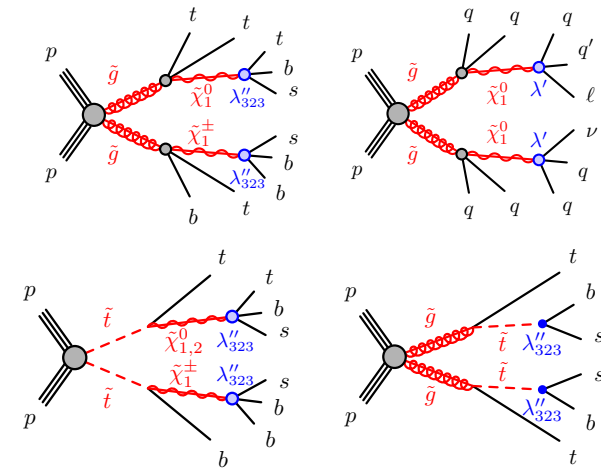 p t t t b s
g̃ χ̃₁⁰ λ″₃₂₃
g̃ χ̃₁± λ″₃₂₃
p b t s b b
q q q q′ ℓ
p g̃ χ̃₁⁰ λ′
p g̃ χ̃₁⁰ λ′
q q ν q q
p t t b s
t̃ χ̃⁰₁,₂ λ″₃₂₃
t̃ χ̃₁± λ″₃₂₃
p b s b b
p t b s
g̃ t̃ λ″₃₂₃
g̃ t̃ λ″₃₂₃
p t s b